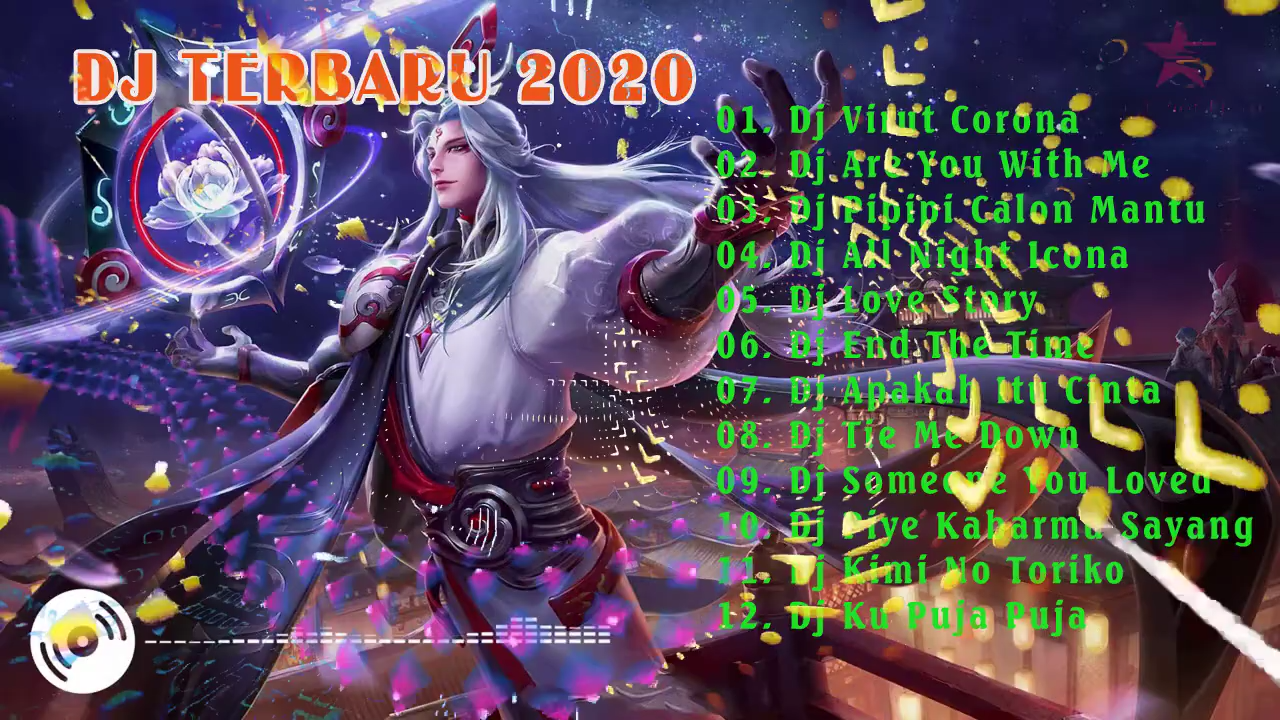 DJ TERBARU 2020
01. Dj Virut Corona
02. Dj Are You With Me
03. Dj Pipipi Calon Mantu
04. Dj All Night Icona
05. Dj Love Story
06. Dj End The Time
07. Dj Apakah Itu Cinta
08. Dj Tie Me Down
09. Dj Someone You Loved
10. Dj Piye Kabarmu Sayang
11. Dj Kimi No Toriko
12. Dj Ku Puja Puja